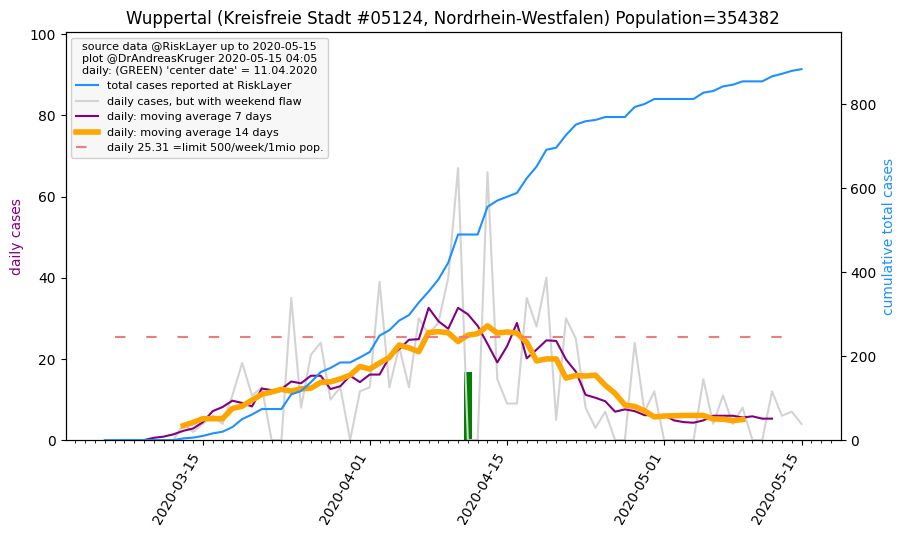 Wuppertal (Kreisfreie Stadt #05124, Nordrhein-Westfalen) Population=354382
source data @RiskLayer up to 2020-05-15
plot @DrAndreasKruger 2020-05-15 04:05
daily: (GREEN) 'center date' = 11.04.2020
total cases reported at RiskLayer
daily cases, but with weekend flaw
daily: moving average 7 days
daily: moving average 14 days
daily 25.31 =limit 500/week/1mio pop.
100
80
60
40
20
0
daily cases
800
600
400
200
0
cumulative total cases
2020-03-15
2020-04-01
2020-04-15
2020-05-01
2020-05-15